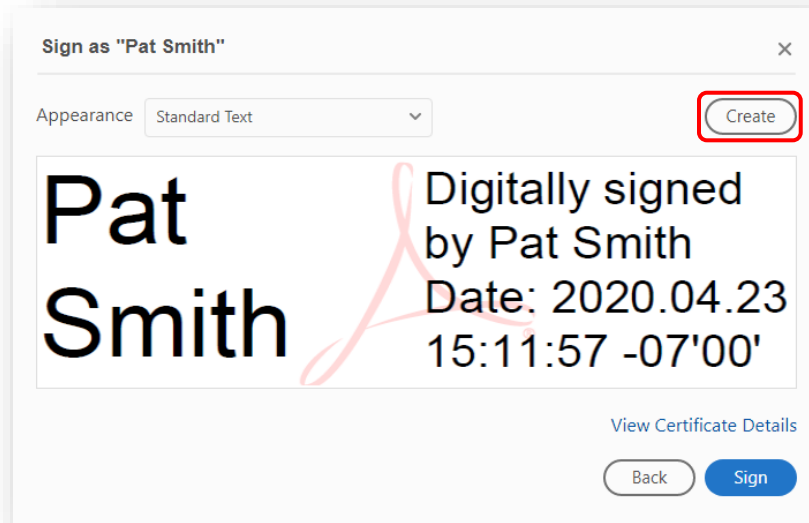 Sign as "Pat Smith"
Appearance Standard Text Create
Pat
Smith
Digitally signed
by Pat Smith
Date: 2020.04.23
15:11:57 -07'00'
View Certificate Details
Back Sign